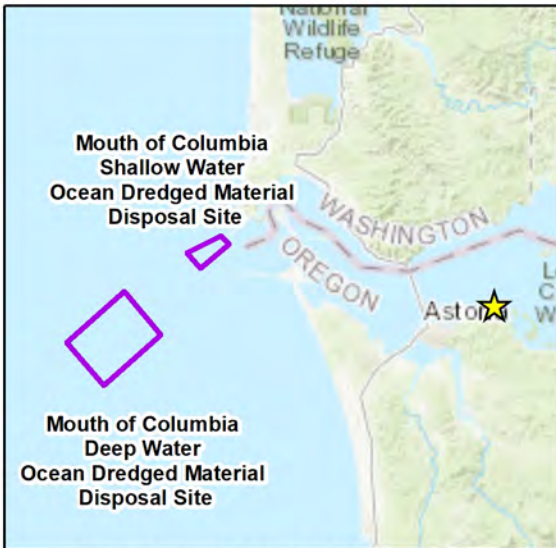 National
Wildlife
Refuge
Mouth of Columbia
Shallow Water
Ocean Dredged Material
Disposal Site
WASHINGTON
OREGON
Mouth of Columbia
Deep Water
Ocean Dredged Material
Disposal Site